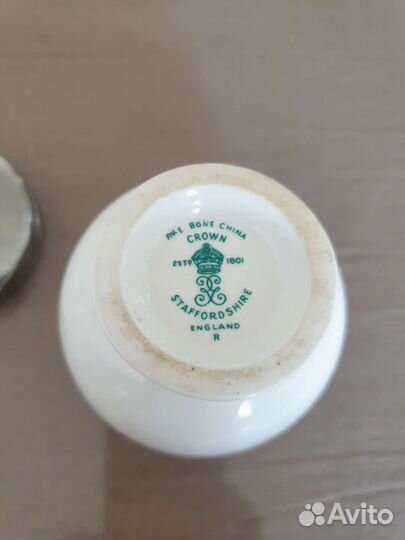 FINE BONE CHINA
CROWN
ESTD 1801
STAFFORDSHIRE
ENGLAND
R
Avito